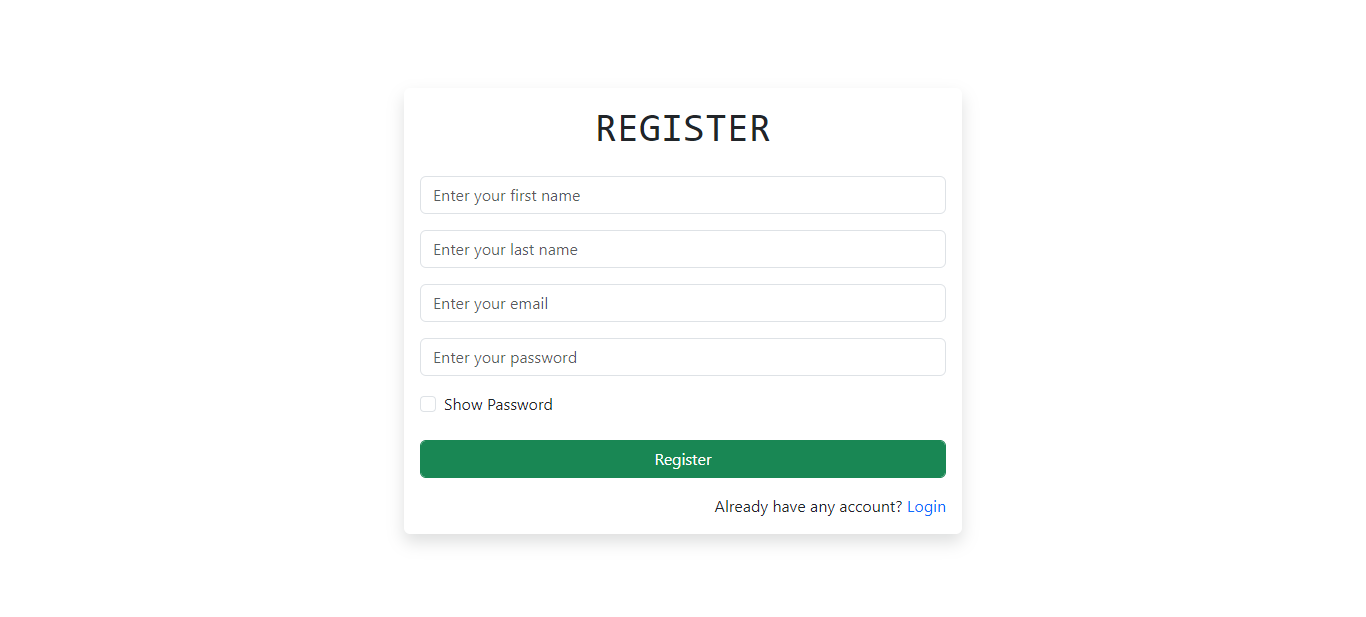 REGISTER
Enter your first name
Enter your last name
Enter your email
Enter your password
Show Password
Register
Already have any account? Login